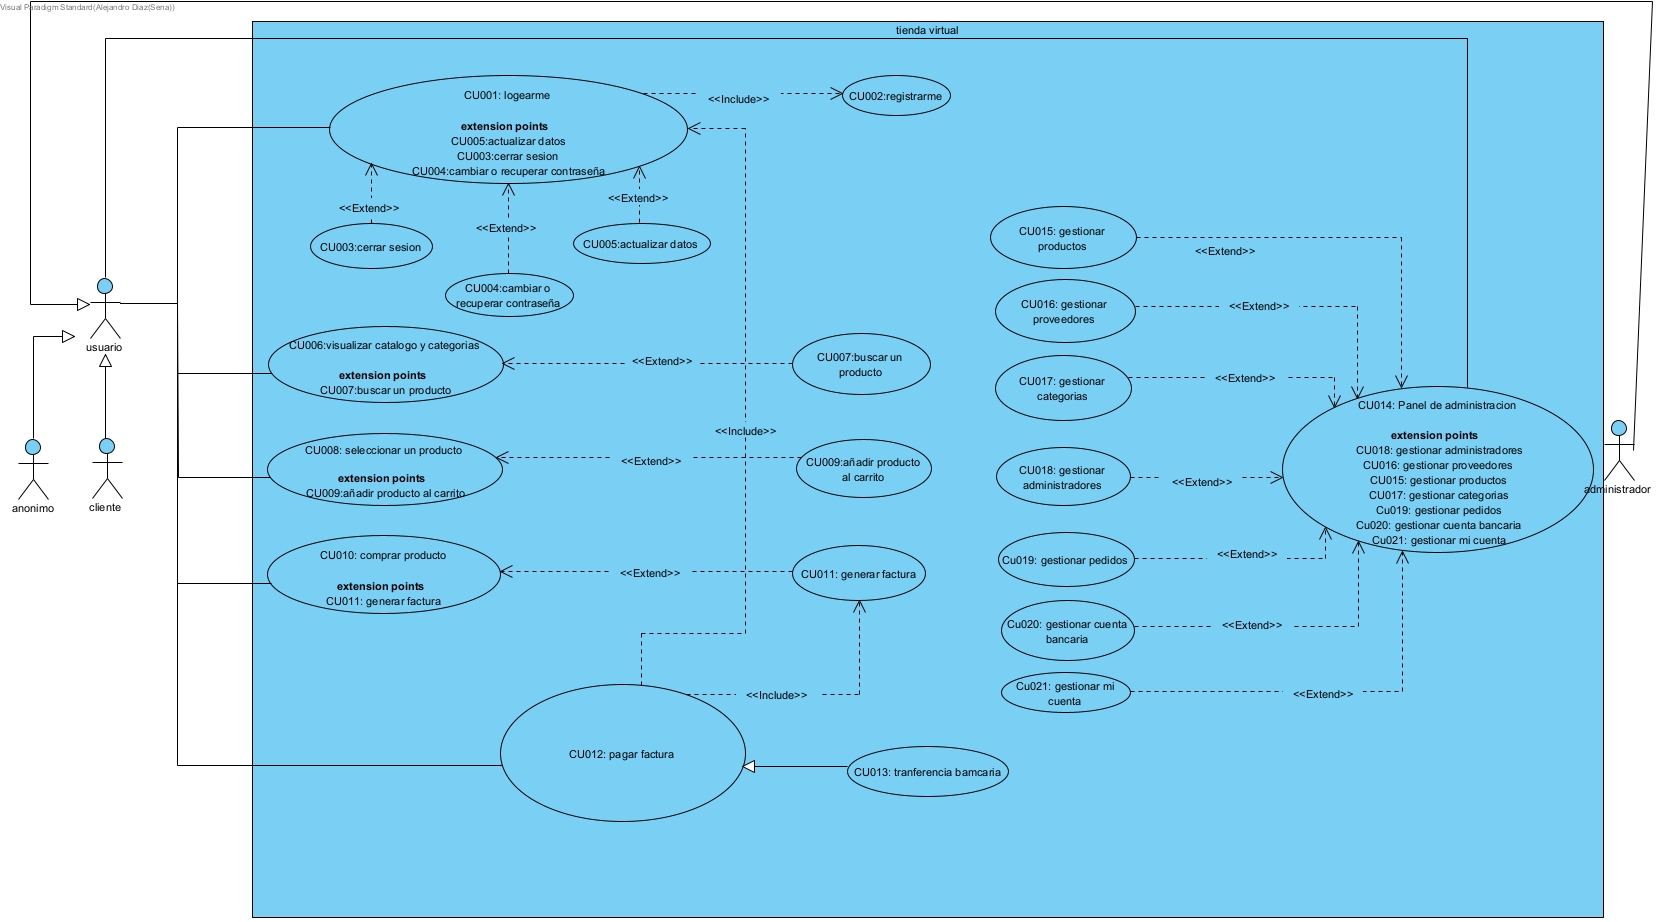 Visual Paradigm Standard(Alejandro Diaz(Sena))
tienda virtual
CU001: logearme
extension points
CU005:actualizar datos
CU003:cerrar sesion
CU004:cambiar o recuperar contraseña
<<Include>>
CU002:registrarme
<<Extend>>
<<Extend>>
<<Extend>>
CU003:cerrar sesion
CU004:cambiar o
recuperar contraseña
CU005:actualizar datos
usuario
anonimo
cliente
CU006:visualizar catalogo y categorias
extension points
CU007:buscar un producto
<<Extend>>
CU007:buscar un
producto
<<Include>>
CU008: seleccionar un producto
extension points
CU009:añadir producto al carrito
<<Extend>>
CU009:añadir producto
al carrito
CU010: comprar producto
extension points
CU011: generar factura
<<Extend>>
CU011: generar factura
<<Include>>
CU012: pagar factura
CU013: tranferencia bamcaria
CU015: gestionar
productos
<<Extend>>
CU016: gestionar
proveedores
<<Extend>>
CU017: gestionar
categorias
<<Extend>>
CU018: gestionar
administradores
<<Extend>>
Cu019: gestionar pedidos
<<Extend>>
Cu020: gestionar cuenta
bancaria
<<Extend>>
Cu021: gestionar mi
cuenta
<<Extend>>
CU014: Panel de administracion
extension points
CU018: gestionar administradores
CU016: gestionar proveedores
CU015: gestionar productos
CU017: gestionar categorias
Cu019: gestionar pedidos
Cu020: gestionar cuenta bancaria
Cu021: gestionar mi cuenta
administrador